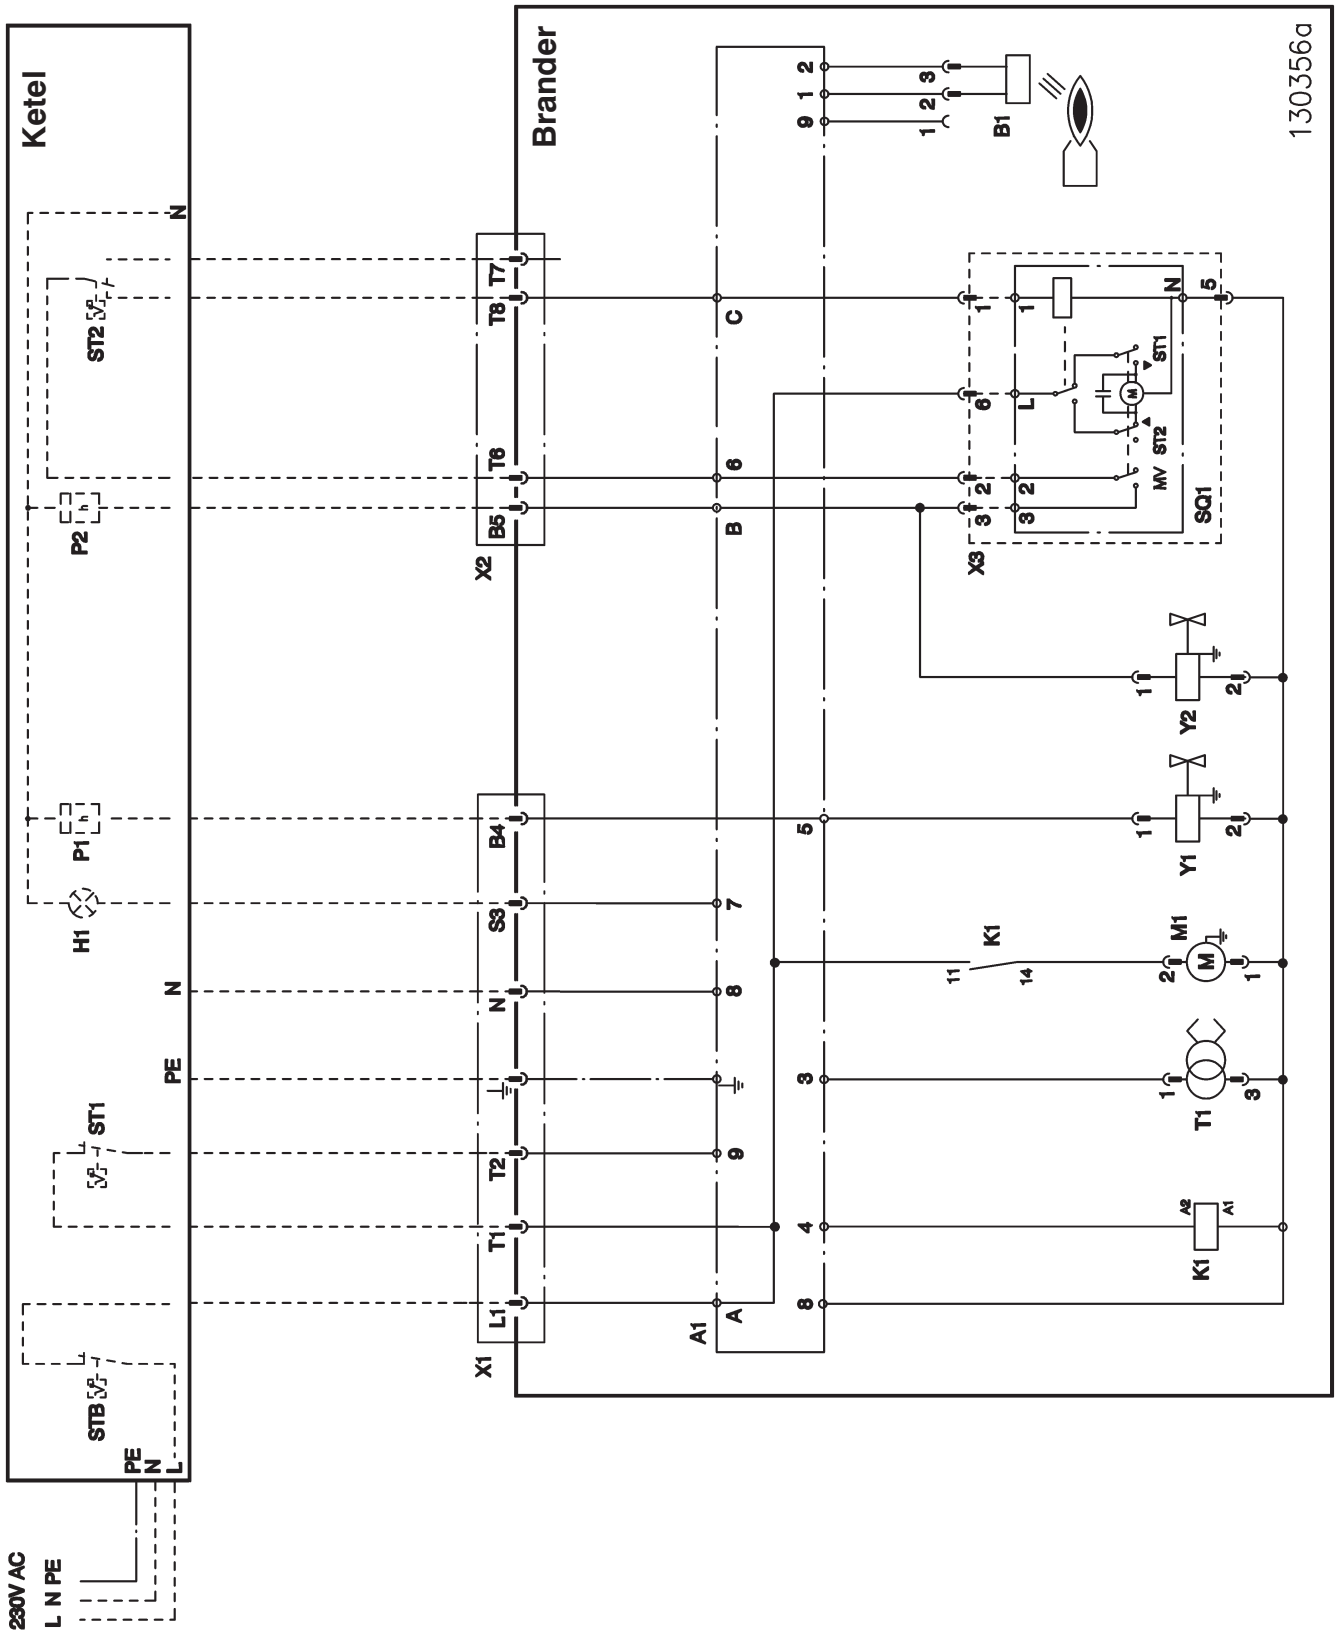 Ketel
Brander
130356a
230V AC
L N PE
PE
N
L
STB
ST1
PE
N
H1
P1
P2
ST2
N
X1
L1
T1
T2
N
S3
B4
X2
B5
T6
T8
T7
A1
A
9
8
7
B
6
C
8
4
3
5
9
1
2
1
2
3
B1
K1
A2
A1
T1
1
3
K1
11
14
M1
M
2
1
Y1
1
2
Y2
1
2
X3
3
2
6
1
3
2
L
1
SQ1
MV
ST2
ST1
M
N
5